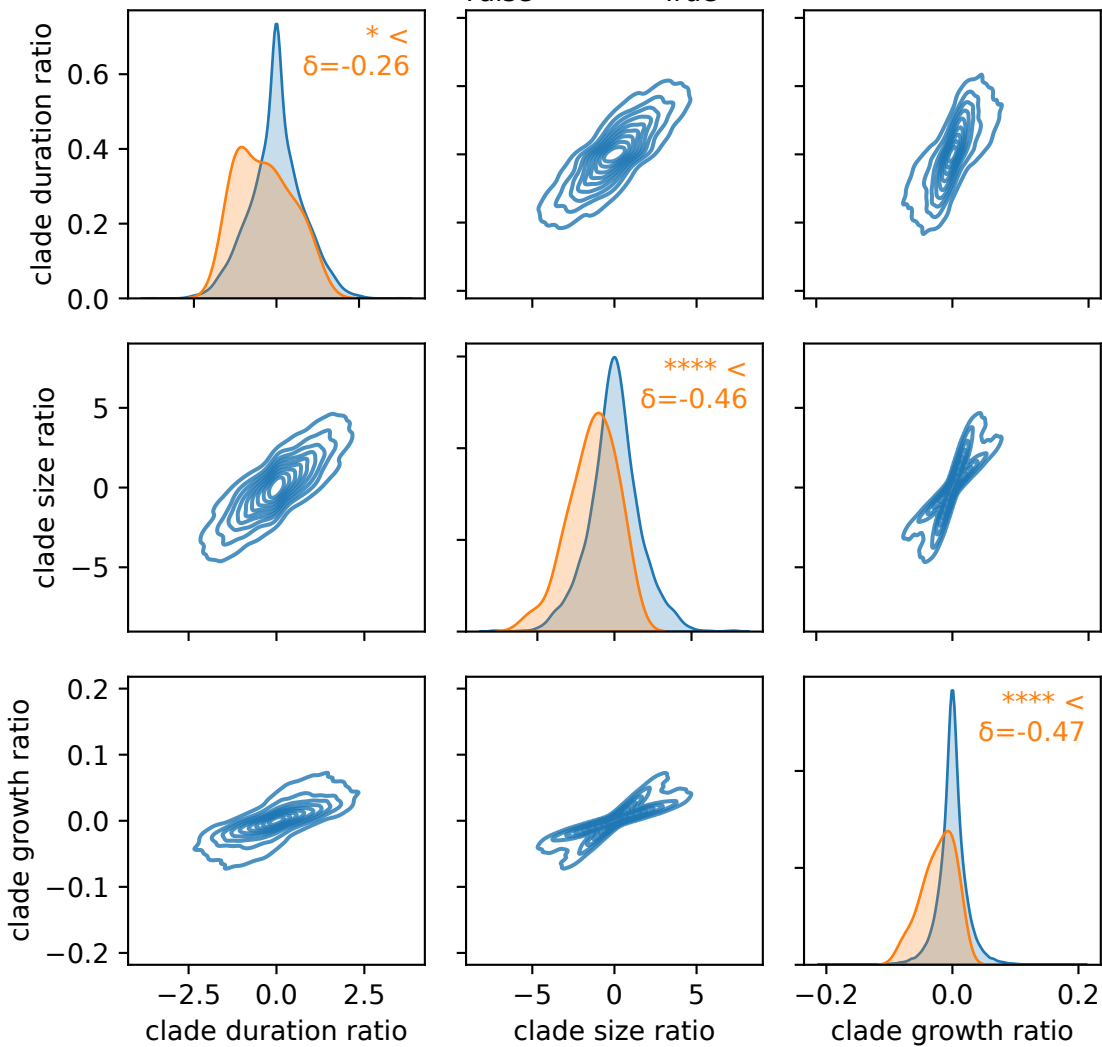 clade duration ratio
0.6
0.4
0.2
0.0
* <
δ=-0.26
clade size ratio
5
0
−5
**** <
δ=-0.46
clade growth ratio
0.2
0.1
0.0
−0.1
−0.2
**** <
δ=-0.47
−2.5 0.0 2.5
−5 0 5
−0.2 0.0 0.2
clade duration ratio
clade size ratio
clade growth ratio